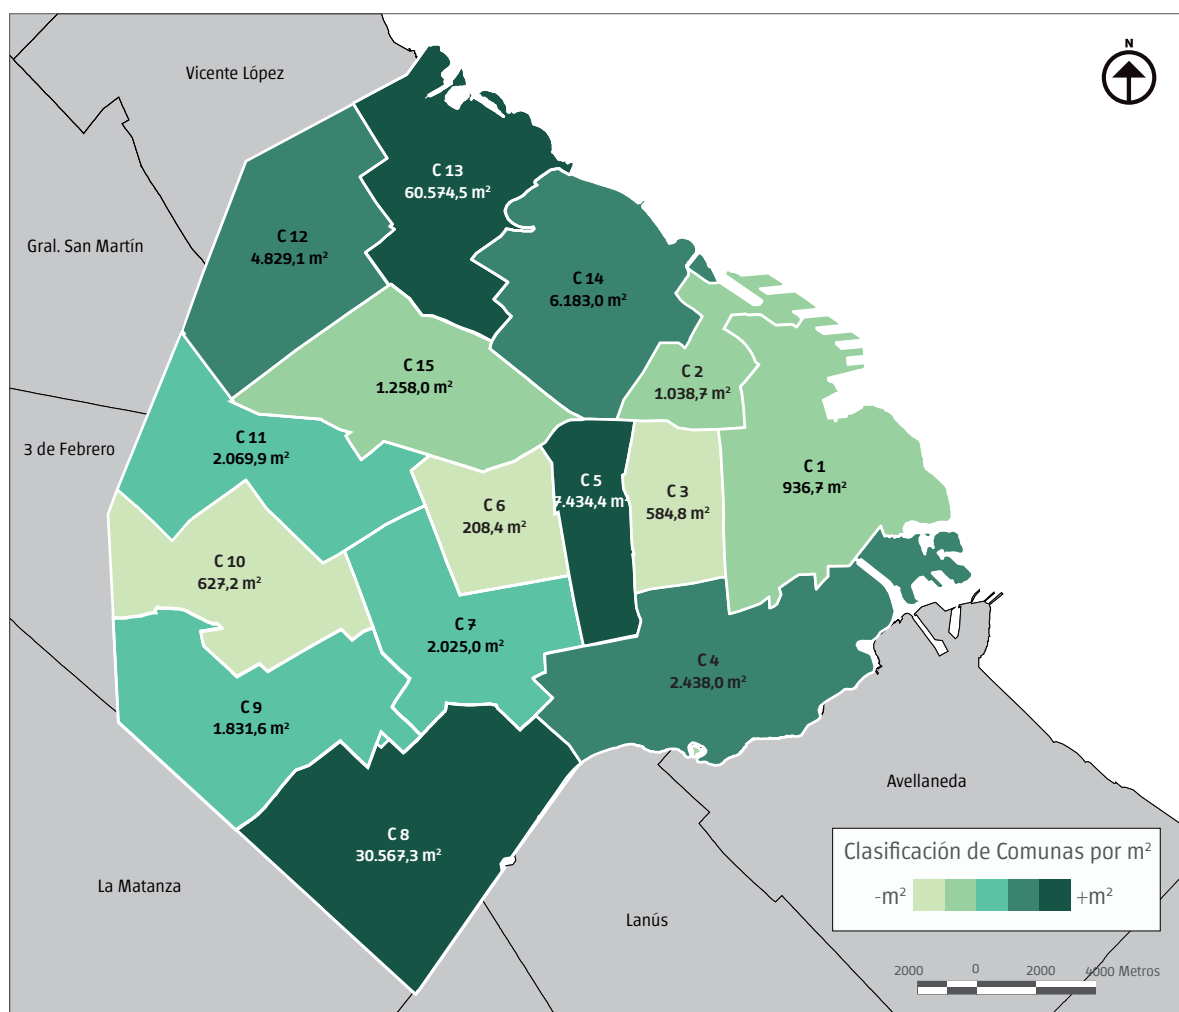 N
Vicente López
C 13
60.574,5 m²
Gral. San Martín
C 12
4.829,1 m²
C 14
6.183,0 m²
C 15
1.258,0 m²
C 2
1.038,7 m²
3 de Febrero
C 11
2.069,9 m²
C 5
7.434,4 m²
C 1
936,7 m²
C 6
208,4 m²
C 3
584,8 m²
C 10
627,2 m²
C 7
2.025,0 m²
C 4
2.438,0 m²
C 9
1.831,6 m²
Avellaneda
C 8
30.567,3 m²
Clasificación de Comunas por m²
-m² +m²
La Matanza
Lanús
2000 0 2000 4000 Metros